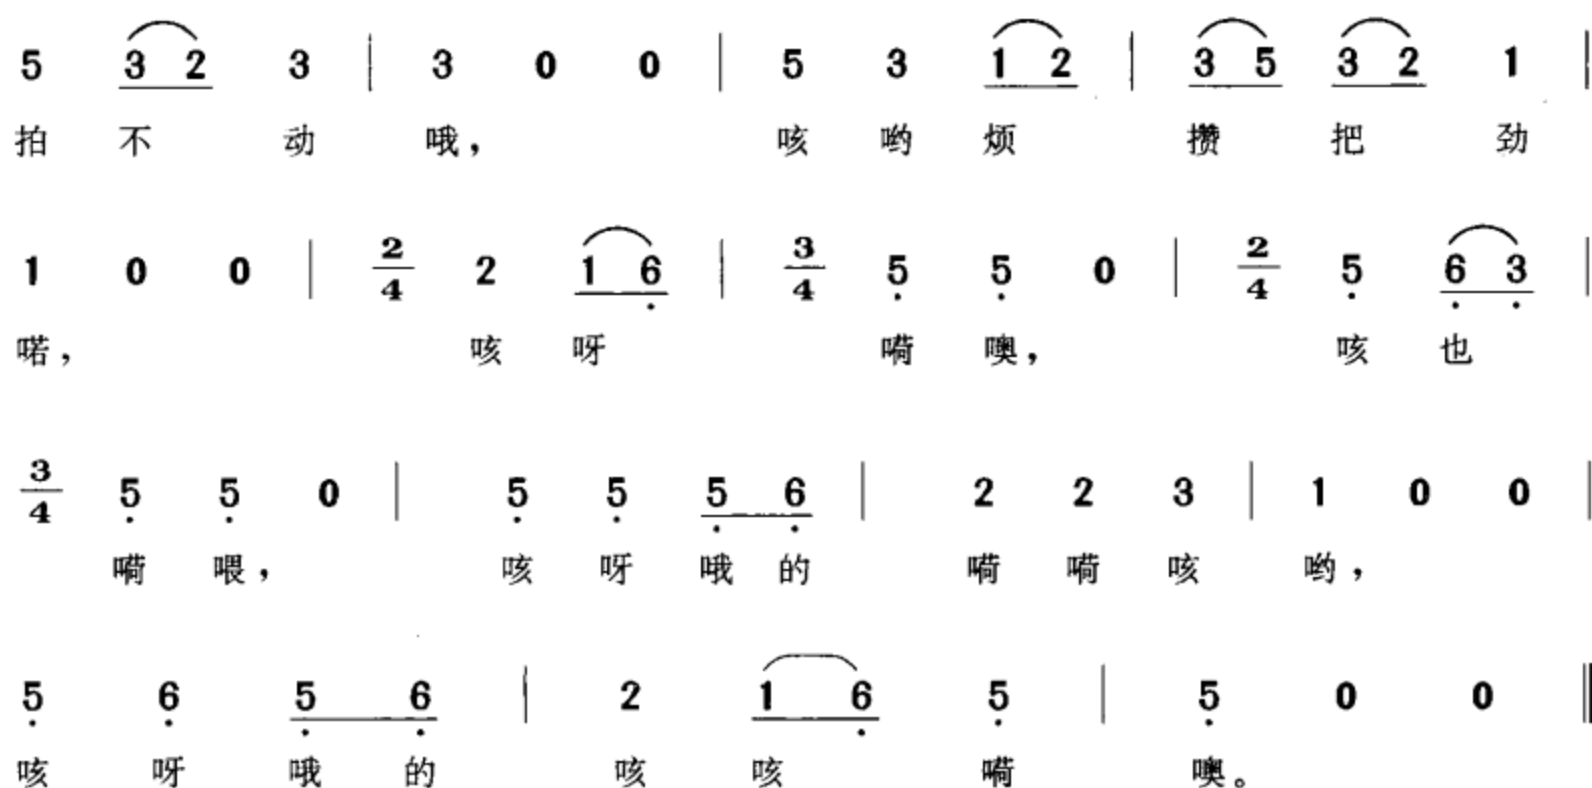 5 3 2 3 | 3 0 0 | 5 3 1 2 | 3 5 3 2 1 |
拍 不 动 哦， 咳 哟 烦 攒 把 劲
1 0 0 | 2/4 2 1 6 | 3/4 5 5 0 | 2/4 5 6 3 |
喏， 咳 呀 嗬 噢， 咳 也
3/4 5 5 0 | 5 5 5 6 | 2 2 3 | 1 0 0 |
嗬 喂， 咳 呀 哦 的 嗬 嗬 咳 哟，
5 6 5 6 | 2 1 6 5 | 5 0 0 ‖
咳 呀 哦 的 咳 咳 嗬 噢。